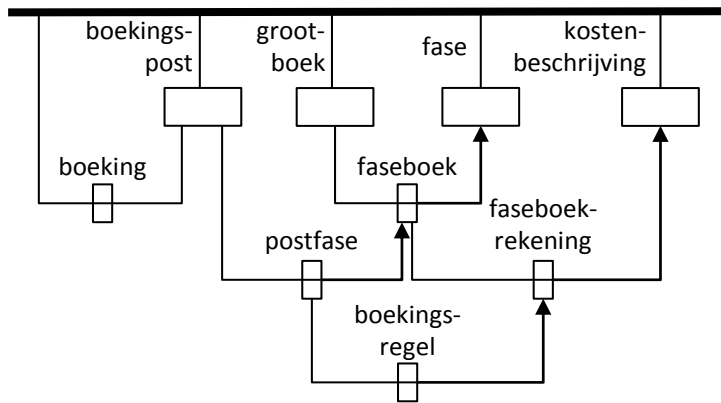 boekings-
post
groot-
boek
fase
kosten-
beschrijving
boeking
faseboek
faseboek-
rekening
postfase
boekings-
regel